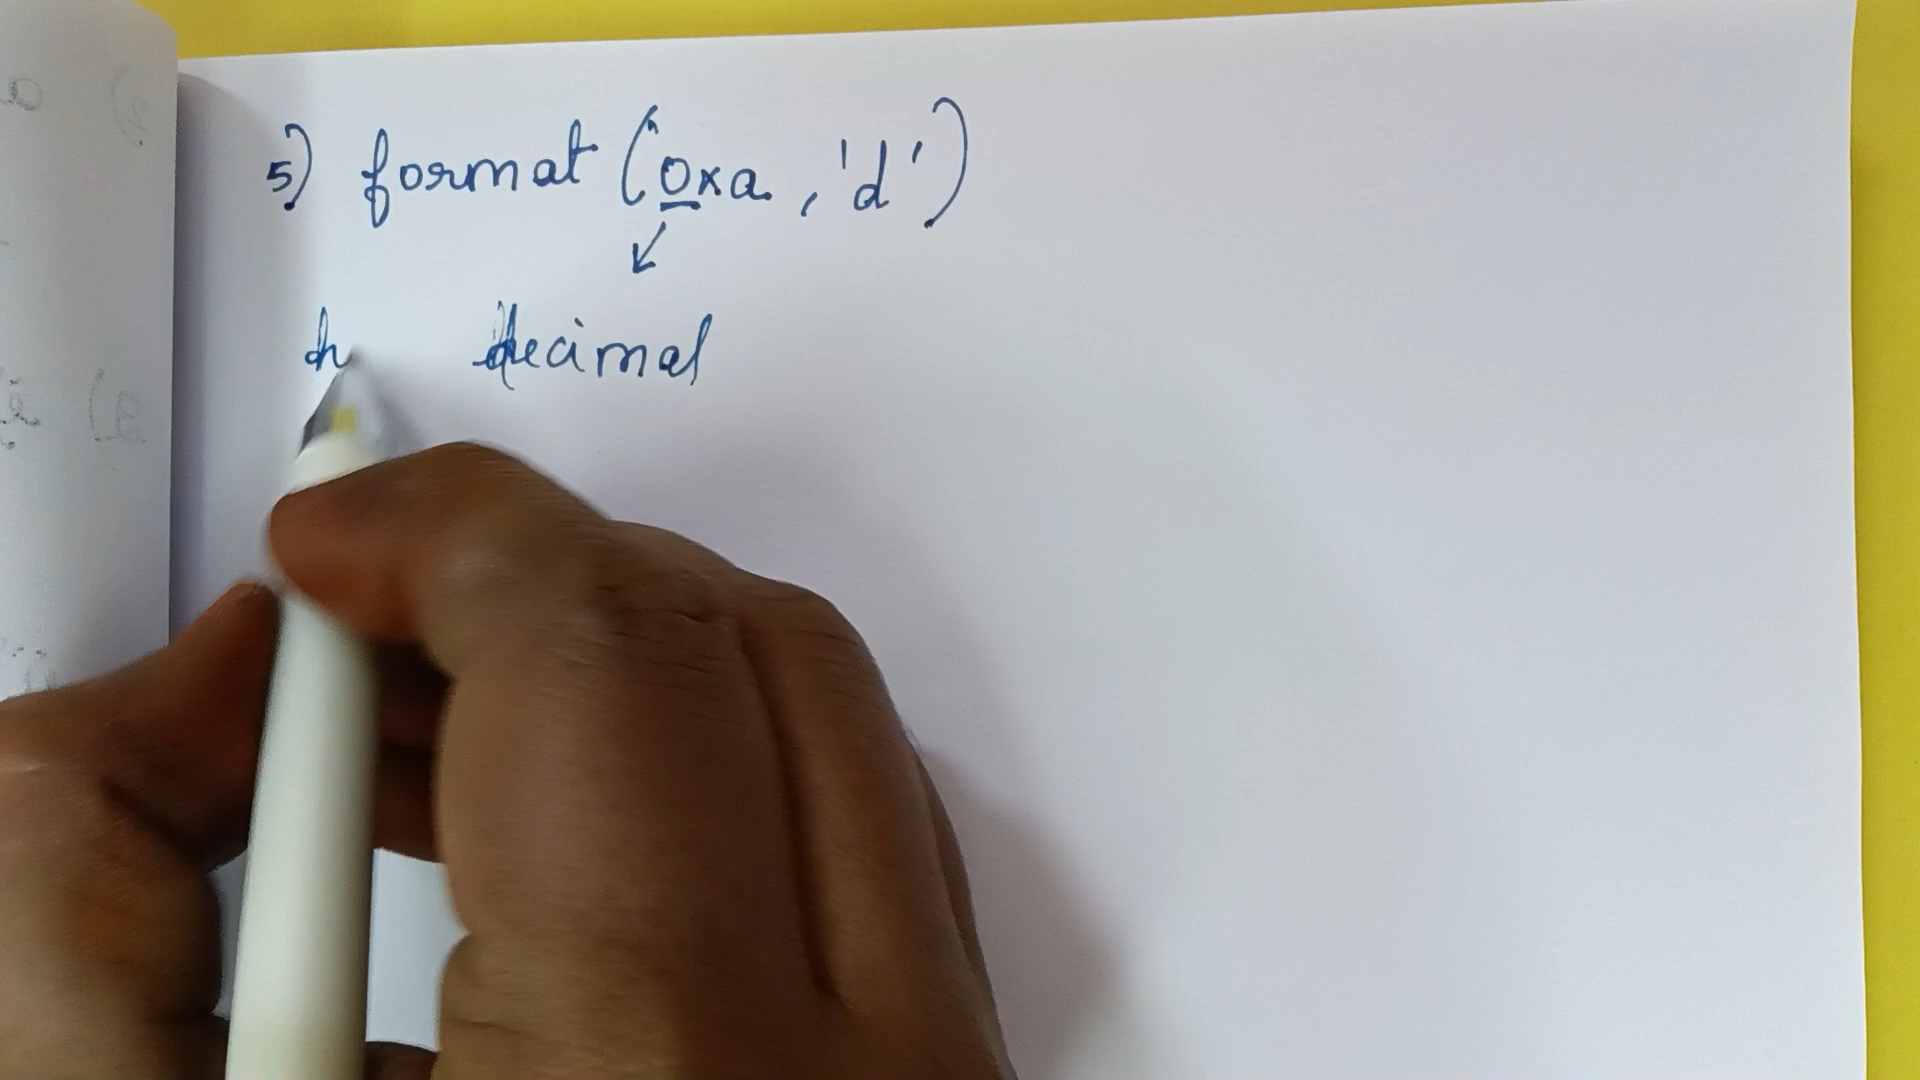 5) format (0xa, 'd')
decimal